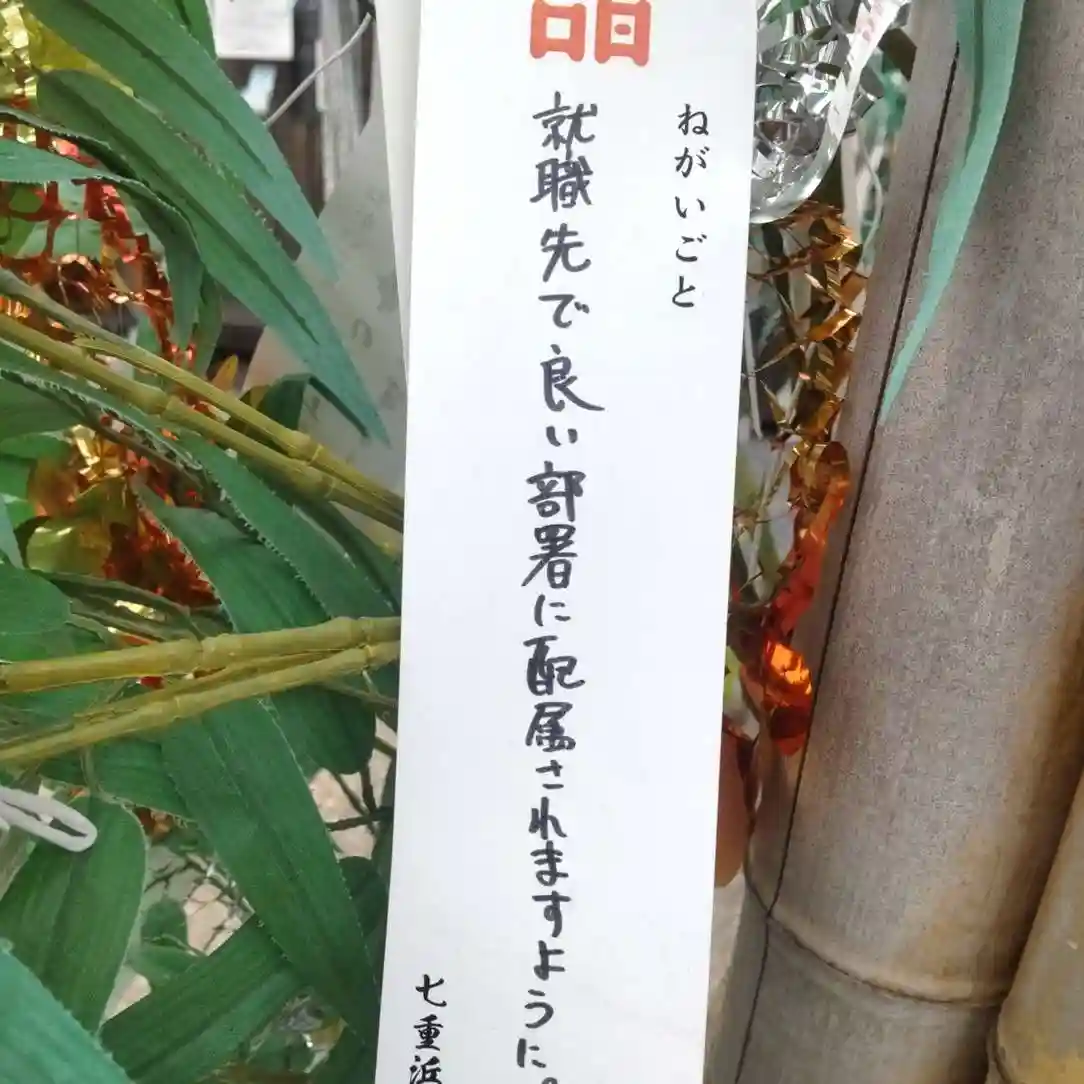 ねがいごと
就職先で良い部署に配属されますように。
七重浜